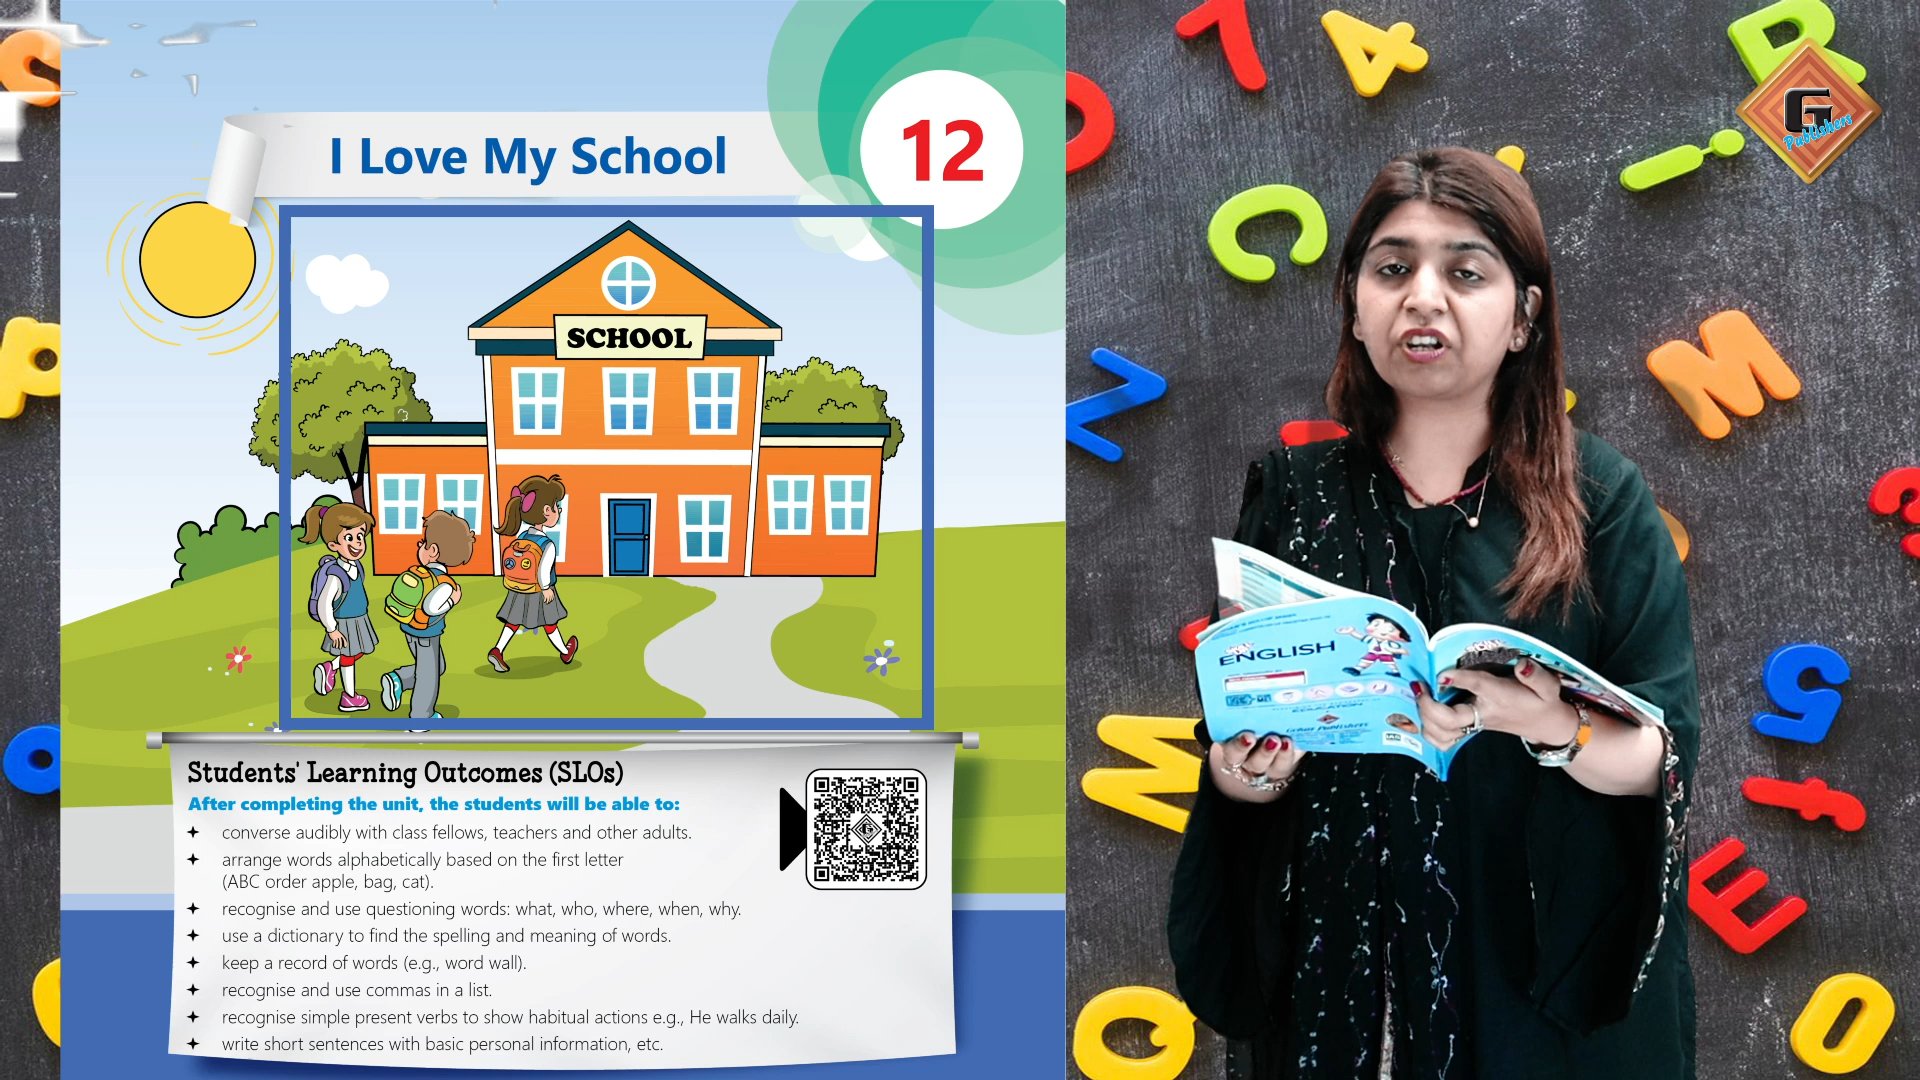 I Love My School
12
SCHOOL
Students' Learning Outcomes (SLOs)
After completing the unit, the students will be able to:
converse audibly with class fellows, teachers and other adults.
arrange words alphabetically based on the first letter
(ABC order apple, bag, cat).
recognise and use questioning words: what, who, where, when, why.
use a dictionary to find the spelling and meaning of words.
keep a record of words (e.g., word wall).
recognise and use commas in a list.
recognise simple present verbs to show habitual actions e.g., He walks daily.
write short sentences with basic personal information, etc.
G
Publishers
ENGLISH
EDUCATION
7
4
R
i
C
M
5
f
E